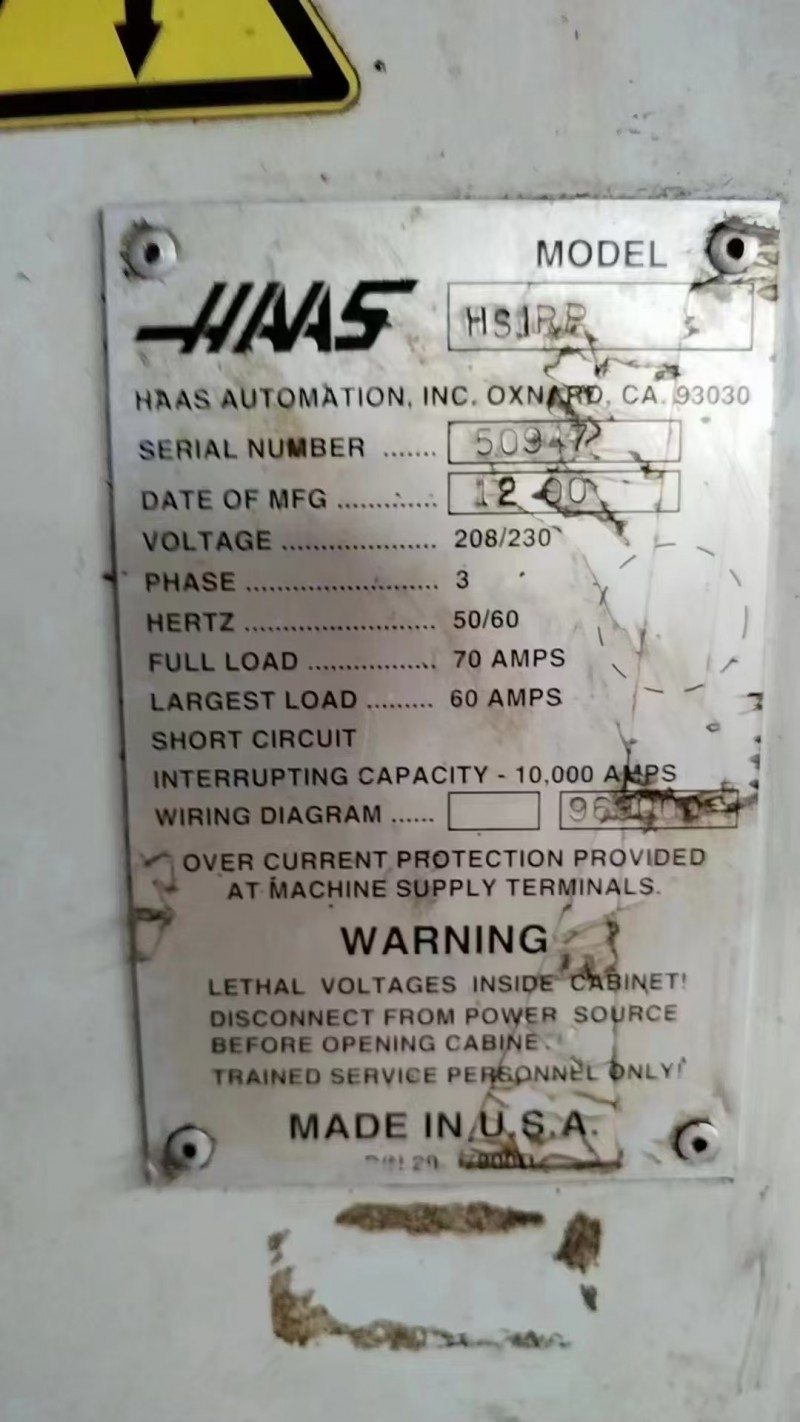 MODEL
HAAS HS1RP
HAAS AUTOMATION, INC. OXNARD, CA. 93030
SERIAL NUMBER ....... 50947
DATE OF MFG ............ 12 00
VOLTAGE .................... 208/230
PHASE ......................... 3
HERTZ ......................... 50/60
FULL LOAD ................. 70 AMPS
LARGEST LOAD ......... 60 AMPS
SHORT CIRCUIT
INTERRUPTING CAPACITY - 10,000 AMPS
WIRING DIAGRAM ......
OVER CURRENT PROTECTION PROVIDED
AT MACHINE SUPPLY TERMINALS.
WARNING
LETHAL VOLTAGES INSIDE CABINET!
DISCONNECT FROM POWER SOURCE
BEFORE OPENING
TRAINED SERVICE PERSONNEL ONLY!
MADE IN U.S.A.